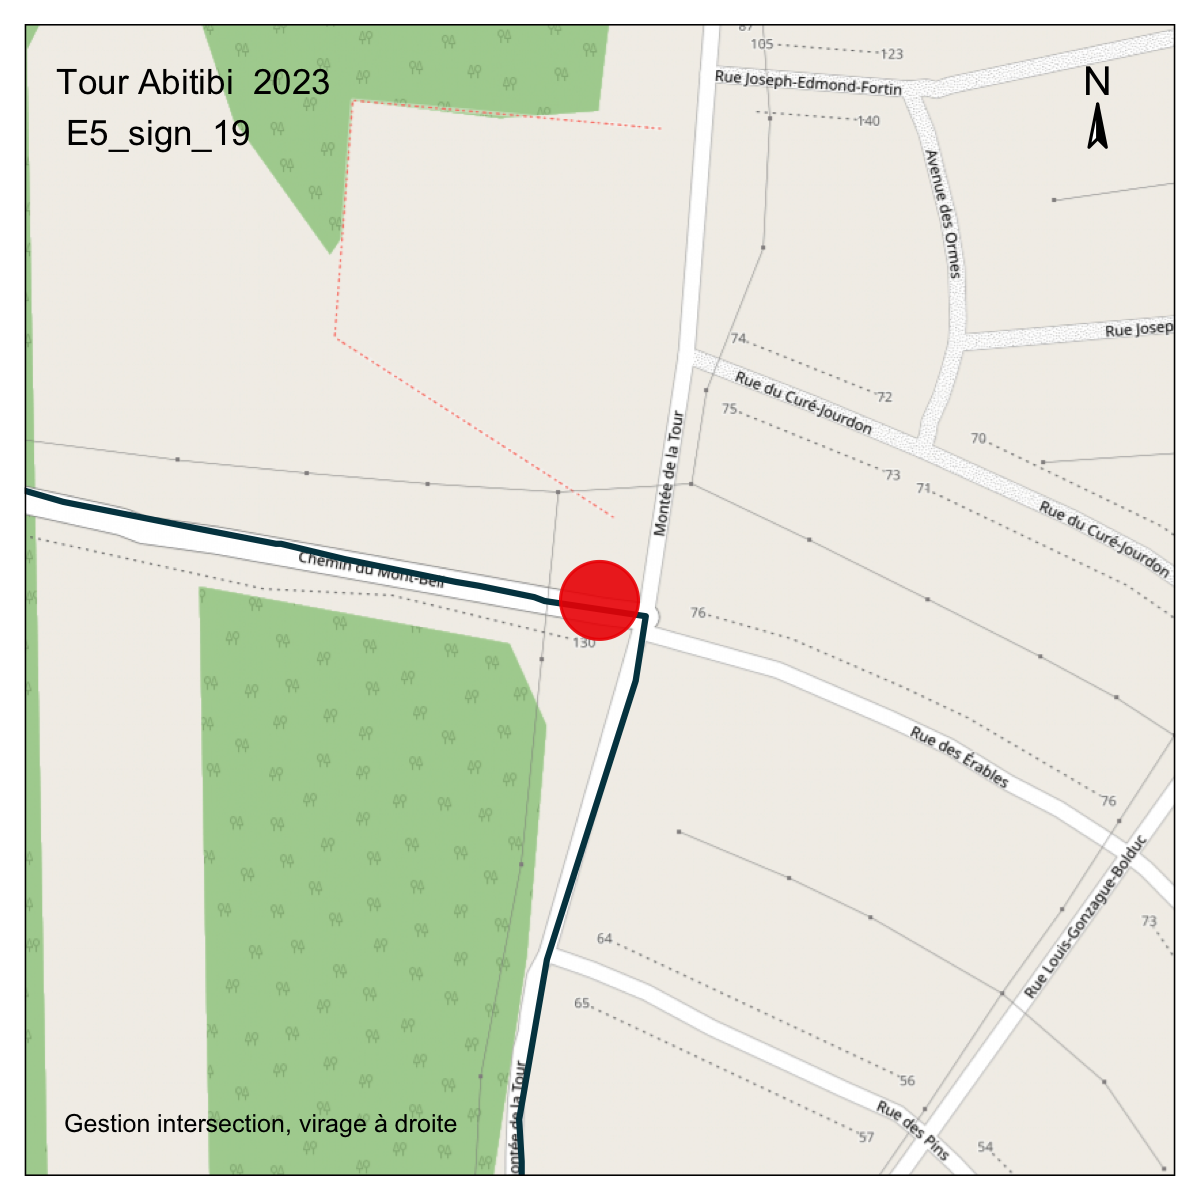 Tour Abitibi  2023
E5_sign_19
N
87
105
123
Rue Joseph-Edmond-Fortin
140
Avenue des Ormes
Rue Josep
74
72
Rue du Curé-Jourdon
75
73
70
71
Rue du Curé-Jourdon
Montée de la Tour
Chemin du Mont-Bell
130
76
Rue des Érables
76
Rue Louis-Gonzague-Bolduc
73
64
65
56
57
Rue des Pins
54
ontée de la Tour
Gestion intersection, virage à droite